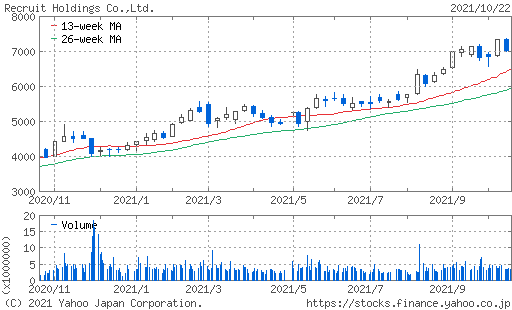 Recruit Holdings Co.,Ltd. 2021/10/22
8000
13-week MA
26-week MA
7000
6000
5000
4000
3000
2020/11 2021/1 2021/3 2021/5 2021/7 2021/9
20
Volume
15
10
5
0
(x1000000)
2020/11 2021/1 2021/3 2021/5 2021/7 2021/9
(C) 2021 Yahoo Japan Corporation. https://stocks.finance.yahoo.co.jp/